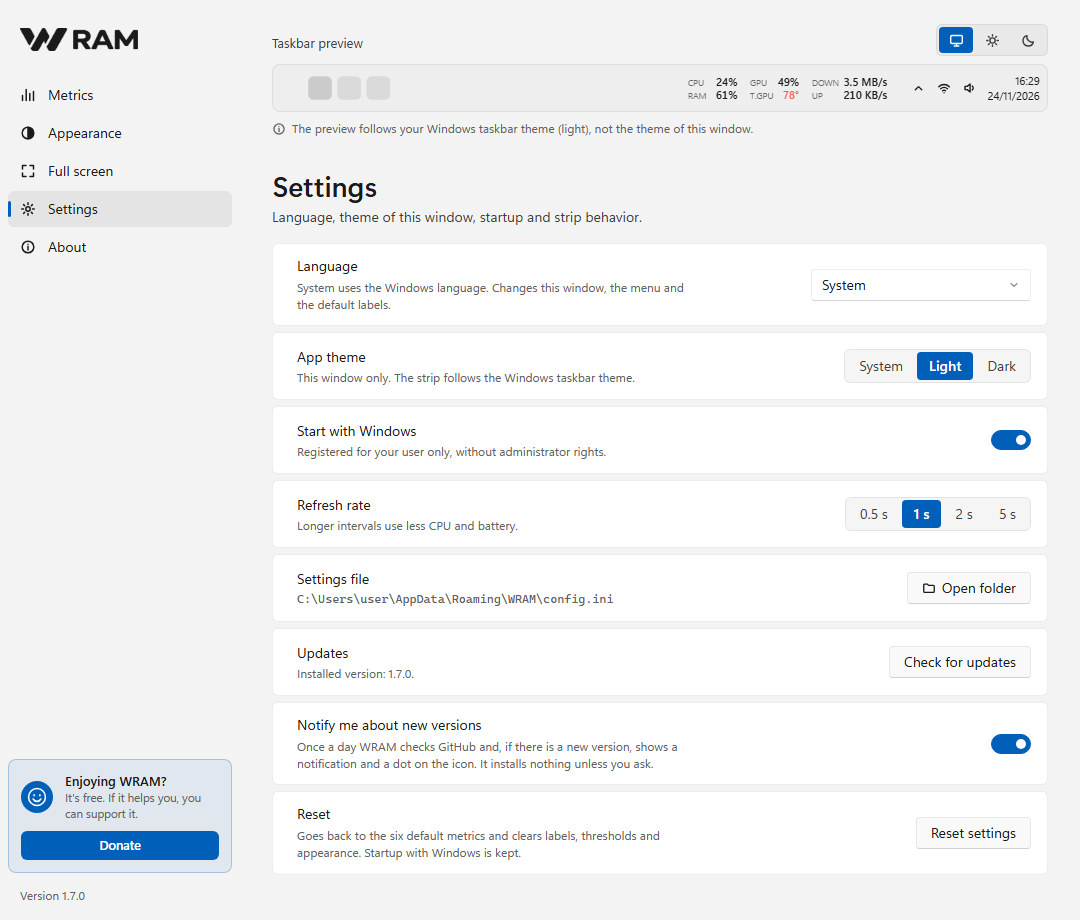 W RAM
Metrics
Appearance
Full screen
Settings
About
Enjoying WRAM?
It's free. If it helps you, you
can support it.
Donate
Version 1.7.0
Taskbar preview
CPU 24% GPU 49% DOWN 3.5 MB/s
RAM 61% T.GPU 78° UP 210 KB/s
16:29
24/11/2026
The preview follows your Windows taskbar theme (light), not the theme of this window.
Settings
Language, theme of this window, startup and strip behavior.
Language
System uses the Windows language. Changes this window, the menu and
the default labels.
System
App theme
This window only. The strip follows the Windows taskbar theme.
System Light Dark
Start with Windows
Registered for your user only, without administrator rights.
Refresh rate
Longer intervals use less CPU and battery.
0.5 s 1 s 2 s 5 s
Settings file
C:\Users\user\AppData\Roaming\WRAM\config.ini
Open folder
Updates
Installed version: 1.7.0.
Check for updates
Notify me about new versions
Once a day WRAM checks GitHub and, if there is a new version, shows a
notification and a dot on the icon. It installs nothing unless you ask.
Reset
Goes back to the six default metrics and clears labels, thresholds and
appearance. Startup with Windows is kept.
Reset settings